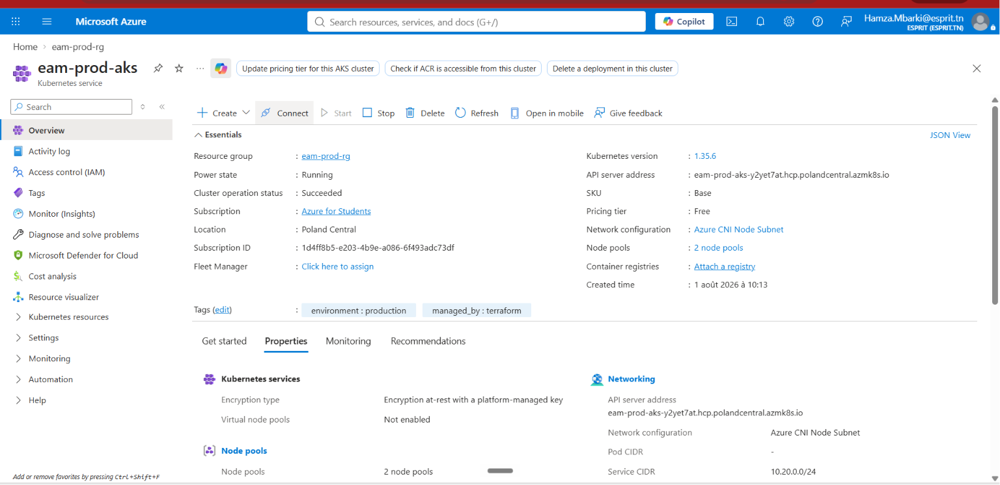 Microsoft Azure
Search resources, services, and docs (G+/)
Copilot
Hamza.Mbarki@esprit.tn
ESPRIT (ESPRIT.TN)
Home > eam-prod-rg
eam-prod-aks
Kubernetes service
Update pricing tier for this AKS cluster
Check if ACR is accessible from this cluster
Delete a deployment in this cluster
Search
Overview
Activity log
Access control (IAM)
Tags
Monitor (Insights)
Diagnose and solve problems
Microsoft Defender for Cloud
Cost analysis
Resource visualizer
Kubernetes resources
Settings
Monitoring
Automation
Help
Add or remove favorites by pressing Ctrl+Shift+F
Create
Connect
Start
Stop
Delete
Refresh
Open in mobile
Give feedback
Essentials
JSON View
Resource group : eam-prod-rg
Power state : Running
Cluster operation status : Succeeded
Subscription : Azure for Students
Location : Poland Central
Subscription ID : 1d4ff8b5-e203-4b9e-a086-6f493adc73df
Fleet Manager : Click here to assign
Kubernetes version : 1.35.6
API server address : eam-prod-aks-y2yet7at.hcp.polandcentral.azmk8s.io
SKU : Base
Pricing tier : Free
Network configuration : Azure CNI Node Subnet
Node pools : 2 node pools
Container registries : Attach a registry
Created time : 1 août 2026 à 10:13
Tags (edit) : environment : production managed_by : terraform
Get started
Properties
Monitoring
Recommendations
Kubernetes services
Encryption type Encryption at-rest with a platform-managed key
Virtual node pools Not enabled
Node pools
Node pools 2 node pools
Networking
API server address
eam-prod-aks-y2yet7at.hcp.polandcentral.azmk8s.io
Network configuration Azure CNI Node Subnet
Pod CIDR -
Service CIDR 10.20.0.0/24